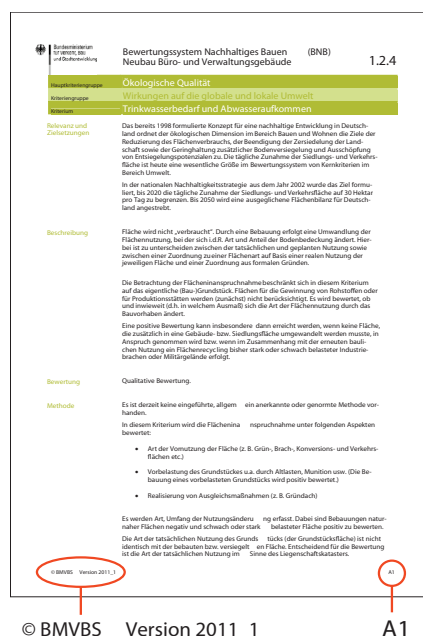 Bundesministerium
für Verkehr, Bau
und Stadtentwicklung
Bewertungssystem Nachhaltiges Bauen (BNB)
Neubau Büro- und Verwaltungsgebäude
1.2.4
Hauptkriteriengruppe Ökologische Qualität
Kriteriengruppe Wirkungen auf die globale und lokale Umwelt
Kriterium Trinkwasserbedarf und Abwasseraufkommen
Relevanz und
Zielsetzungen
Das bereits 1998 formulierte Konzept für eine nachhaltige Entwicklung in Deutsch-
land ordnet der ökologischen Dimension im Bereich Bauen und Wohnen die Ziele der
Reduzierung des Flächenverbrauchs, der Beendigung der Zersiedelung der Land-
schaft sowie der Geringhaltung zusätzlicher Bodenversiegelung und Ausschöpfung
von Entsiegelungspotenzialen zu. Die tägliche Zunahme der Siedlungs- und Verkehrs-
fläche ist heute eine wesentliche Größe im Bewertungssystem von Kernkriterien im
Bereich Umwelt.
In der nationalen Nachhaltigkeitsstrategie aus dem Jahr 2002 wurde das Ziel formu-
liert, bis 2020 die tägliche Zunahme der Siedlungs- und Verkehrsfläche auf 30 Hektar
pro Tag zu begrenzen. Bis 2050 wird eine ausgeglichene Flächenbilanz für Deutsch-
land angestrebt.
Beschreibung
Fläche wird nicht „verbraucht“. Durch eine Bebauung erfolgt eine Umwandlung der
Flächennutzung, bei der sich i.d.R. Art und Anteil der Bodenbedeckung ändert. Hier-
bei ist zu unterscheiden zwischen der tatsächlichen und geplanten Nutzung sowie
zwischen einer Zuordnung zu einer Flächenart auf Basis einer realen Nutzung der
jeweiligen Fläche und einer Zuordnung aus formalen Gründen.
Die Betrachtung der Flächeninanspruchnahme beschränkt sich in diesem Kriterium
auf das eigentliche (Bau-)Grundstück. Flächen für die Gewinnung von Rohstoffen oder
für Produktionsstätten werden (zunächst) nicht berücksichtigt. Es wird bewertet, ob
und inwieweit (d.h. in welchem Ausmaß) sich die Art der Flächennutzung durch das
Bauvorhaben ändert.
Eine positive Bewertung kann insbesondere dann erreicht werden, wenn keine Fläche,
die zusätzlich in eine Gebäude- bzw. Siedlungsfläche umgewandelt werden musste, in
Anspruch genommen wird bzw. wenn im Zusammenhang mit der erneuten bauli-
chen Nutzung ein Flächenrecycling bisher stark oder schwach belasteter Industrie-
brachen oder Militärgelände erfolgt.
Bewertung
Qualitative Bewertung.
Methode
Es ist derzeit keine eingeführte, allgem ein anerkannte oder genormte Methode vor-
handen.
In diesem Kriterium wird die Flächenina nspruchnahme unter folgenden Aspekten
bewertet:
• Art der Vornutzung der Fläche (z. B. Grün-, Brach-, Konversions- und Verkehrs-
flächen etc.)
• Vorbelastung des Grundstückes u.a. durch Altlasten, Munition usw. (Die Be-
bauung eines vorbelasteten Grundstücks wird positiv bewertet.)
• Realisierung von Ausgleichsmaßnahmen (z. B. Gründach)
Es werden Art, Umfang der Nutzungsänderu ng erfasst. Dabei sind Bebauungen natur-
naher Flächen negativ und schwach oder stark belasteter Fläche positiv zu bewerten.
Die Art der tatsächlichen Nutzung des Grunds tücks (der Grundstücksfläche) ist nicht
identisch mit der bebauten bzw. versiegelt en Fläche. Entscheidend für die Bewertung
ist die Art der tatsächlichen Nutzung im Sinne des Liegenschaftskatasters.
© BMVBS Version 2011_1 A1
© BMVBS Version 2011_1 A1